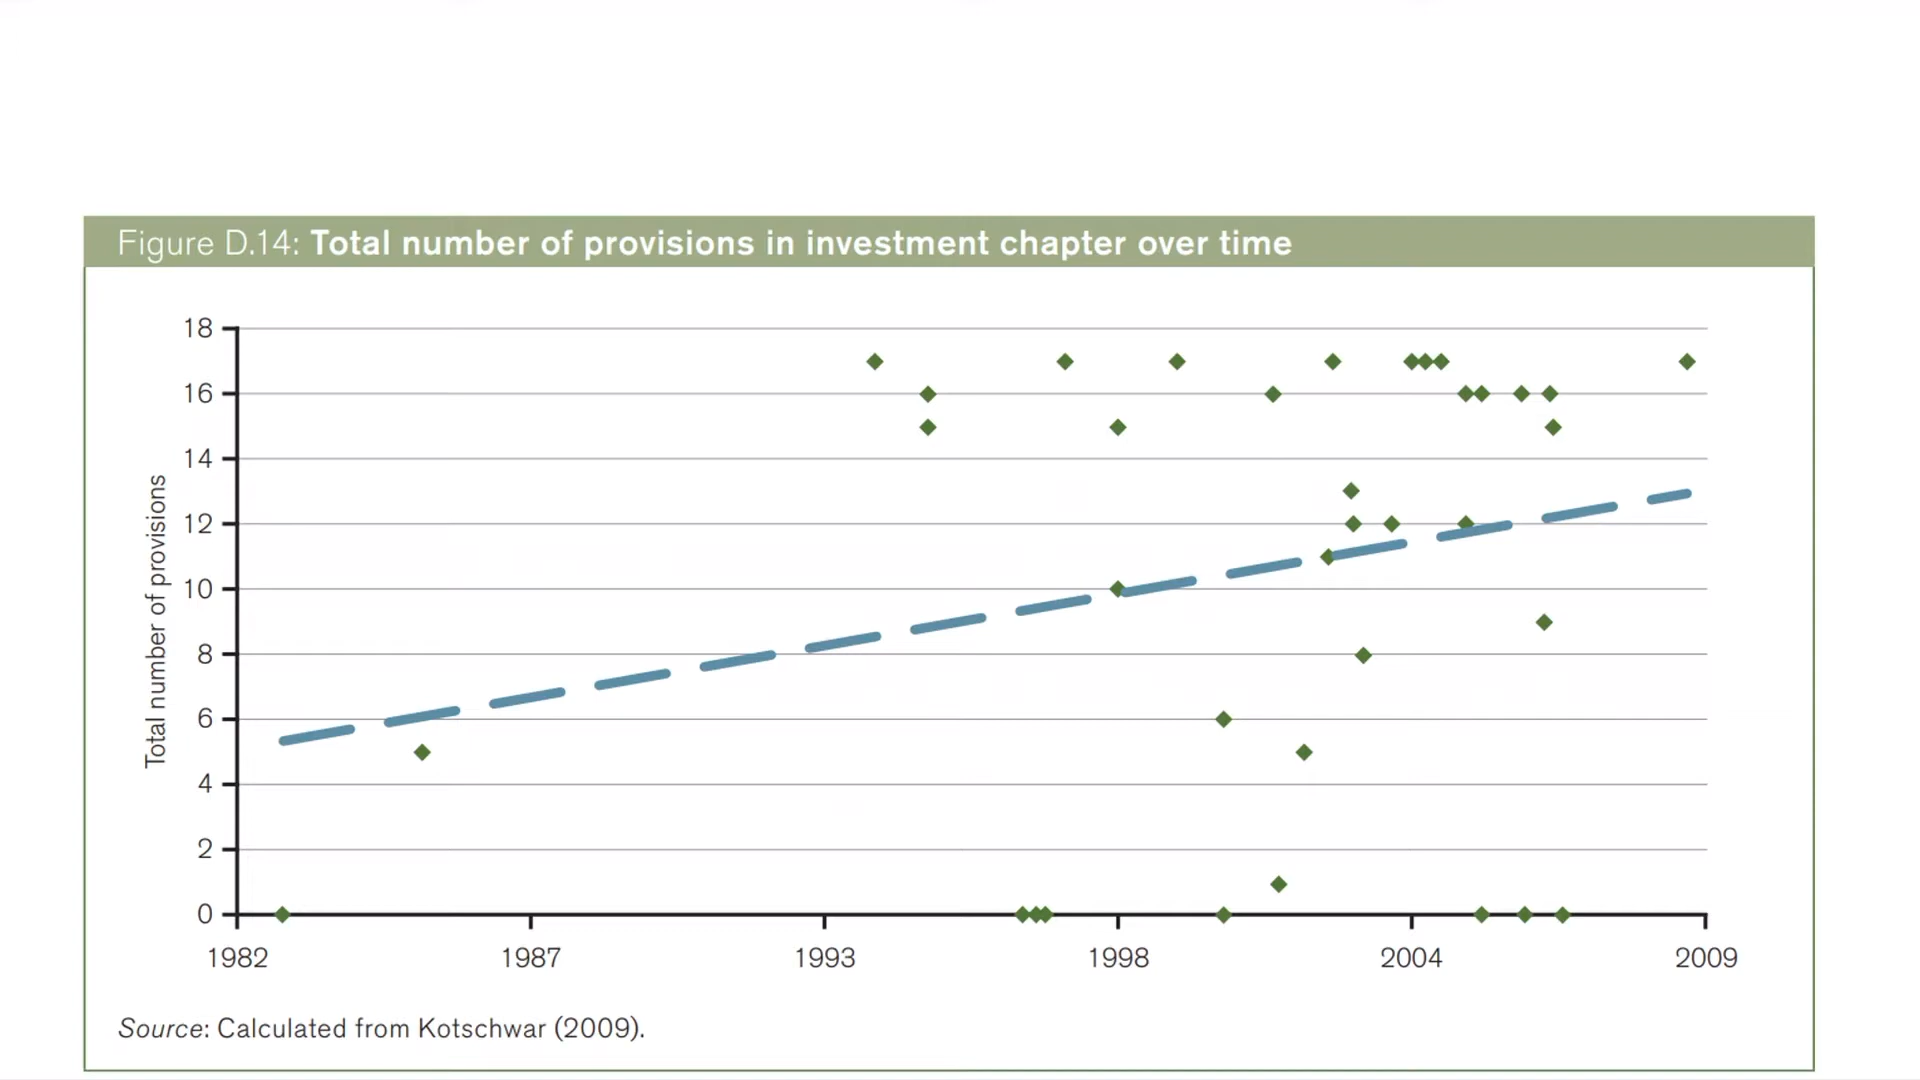 Figure D.14: Total number of provisions in investment chapter over time
Total number of provisions
18
16
14
12
10
8
6
4
2
0
1982 1987 1993 1998 2004 2009
Source: Calculated from Kotschwar (2009).